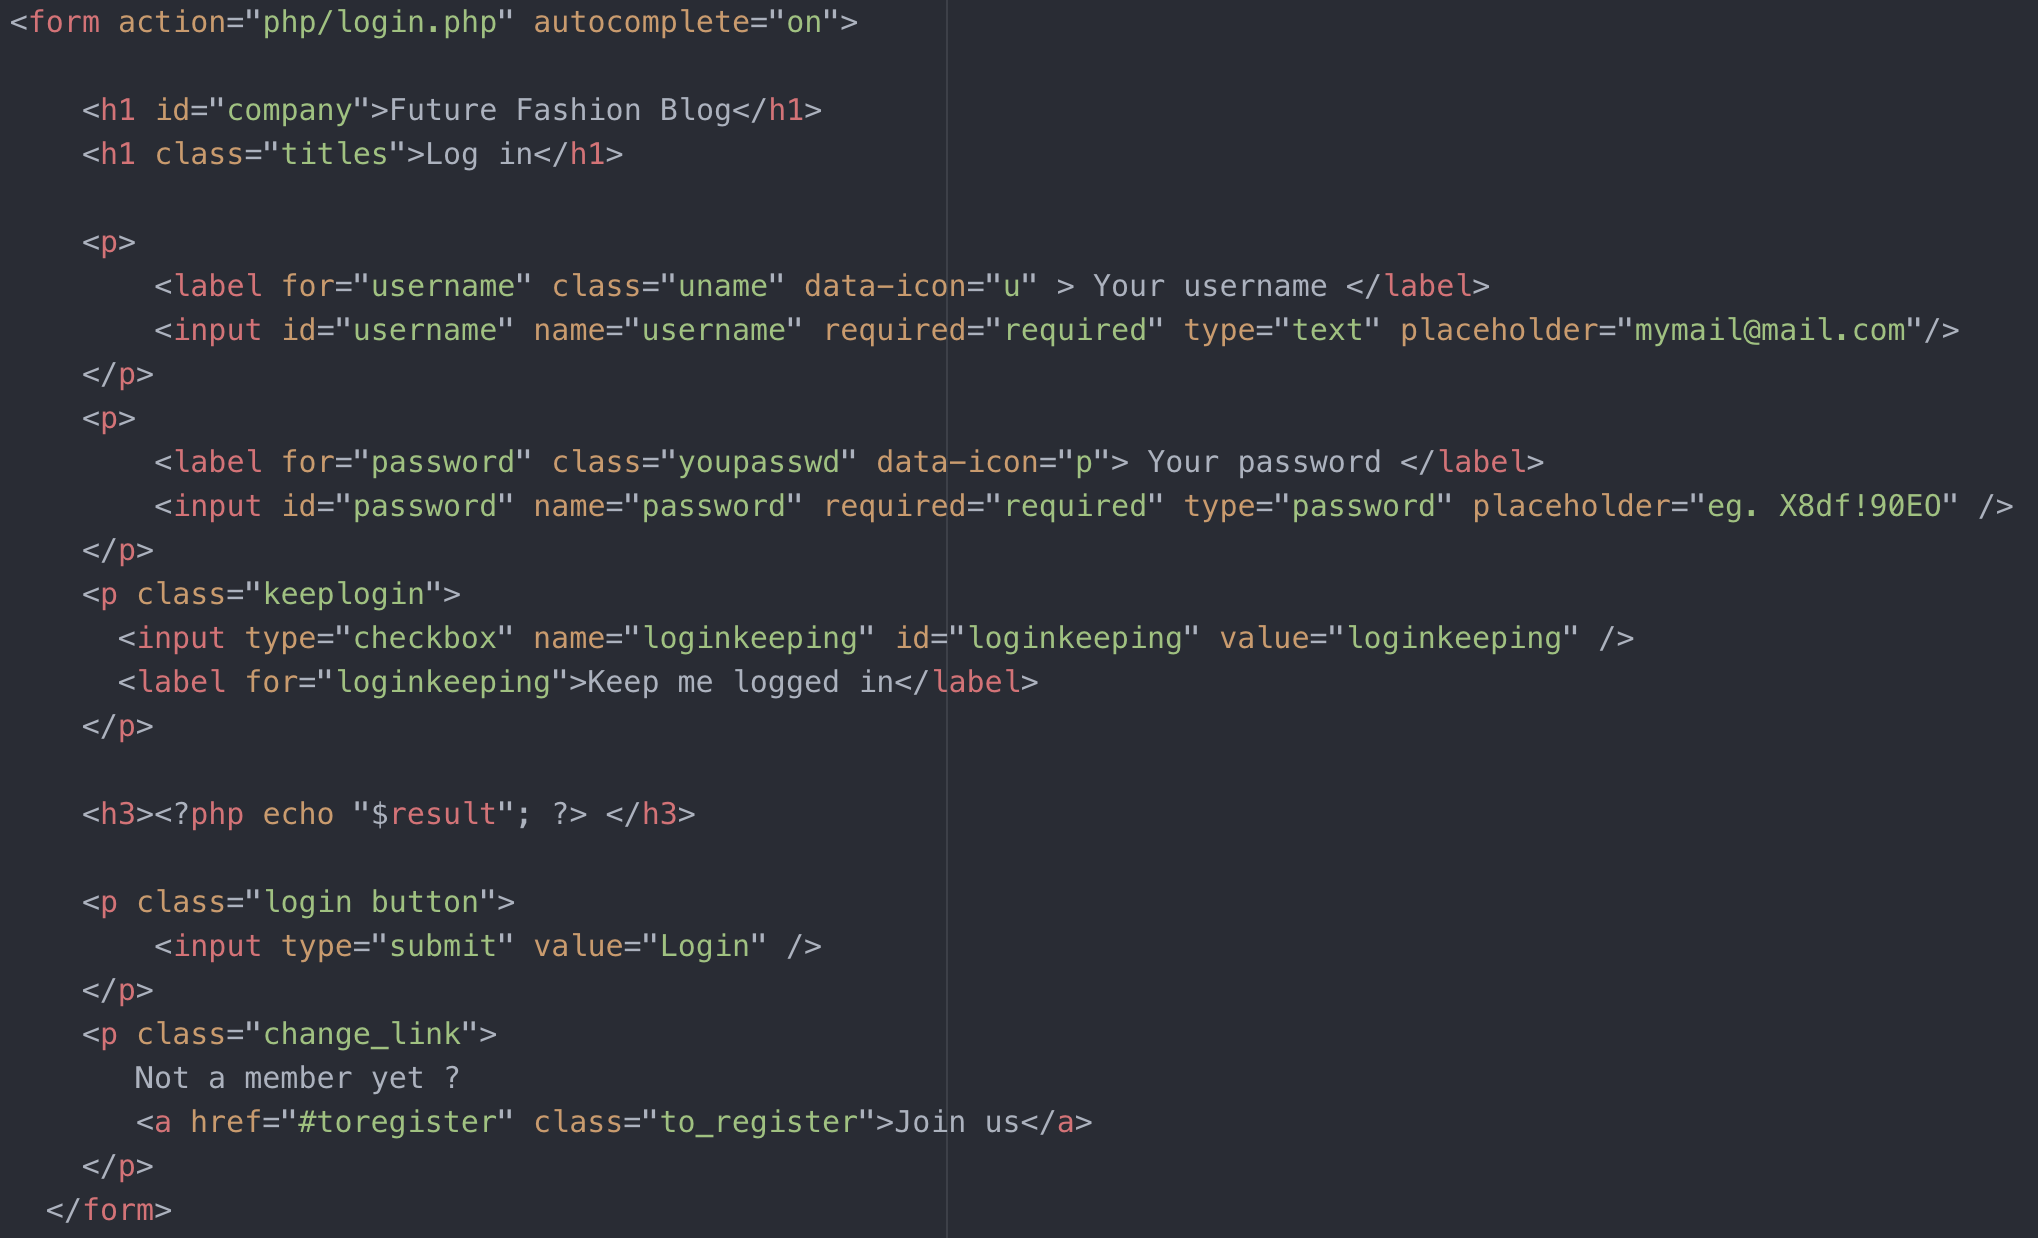 <form action="php/login.php" autocomplete="on">
<h1 id="company">Future Fashion Blog</h1>
<h1 class="titles">Log in</h1>
<p>
<label for="username" class="uname" data-icon="u" > Your username </label>
<input id="username" name="username" required="required" type="text" placeholder="mymail@mail.com"/>
</p>
<p>
<label for="password" class="youpasswd" data-icon="p"> Your password </label>
<input id="password" name="password" required="required" type="password" placeholder="eg. X8df!90EO" />
</p>
<p class="keeplogin">
<input type="checkbox" name="loginkeeping" id="loginkeeping" value="loginkeeping" />
<label for="loginkeeping">Keep me logged in</label>
</p>
<h3><?php echo "$result"; ?> </h3>
<p class="login button">
<input type="submit" value="Login" />
</p>
<p class="change_link">
Not a member yet ?
<a href="#toregister" class="to_register">Join us</a>
</p>
</form>